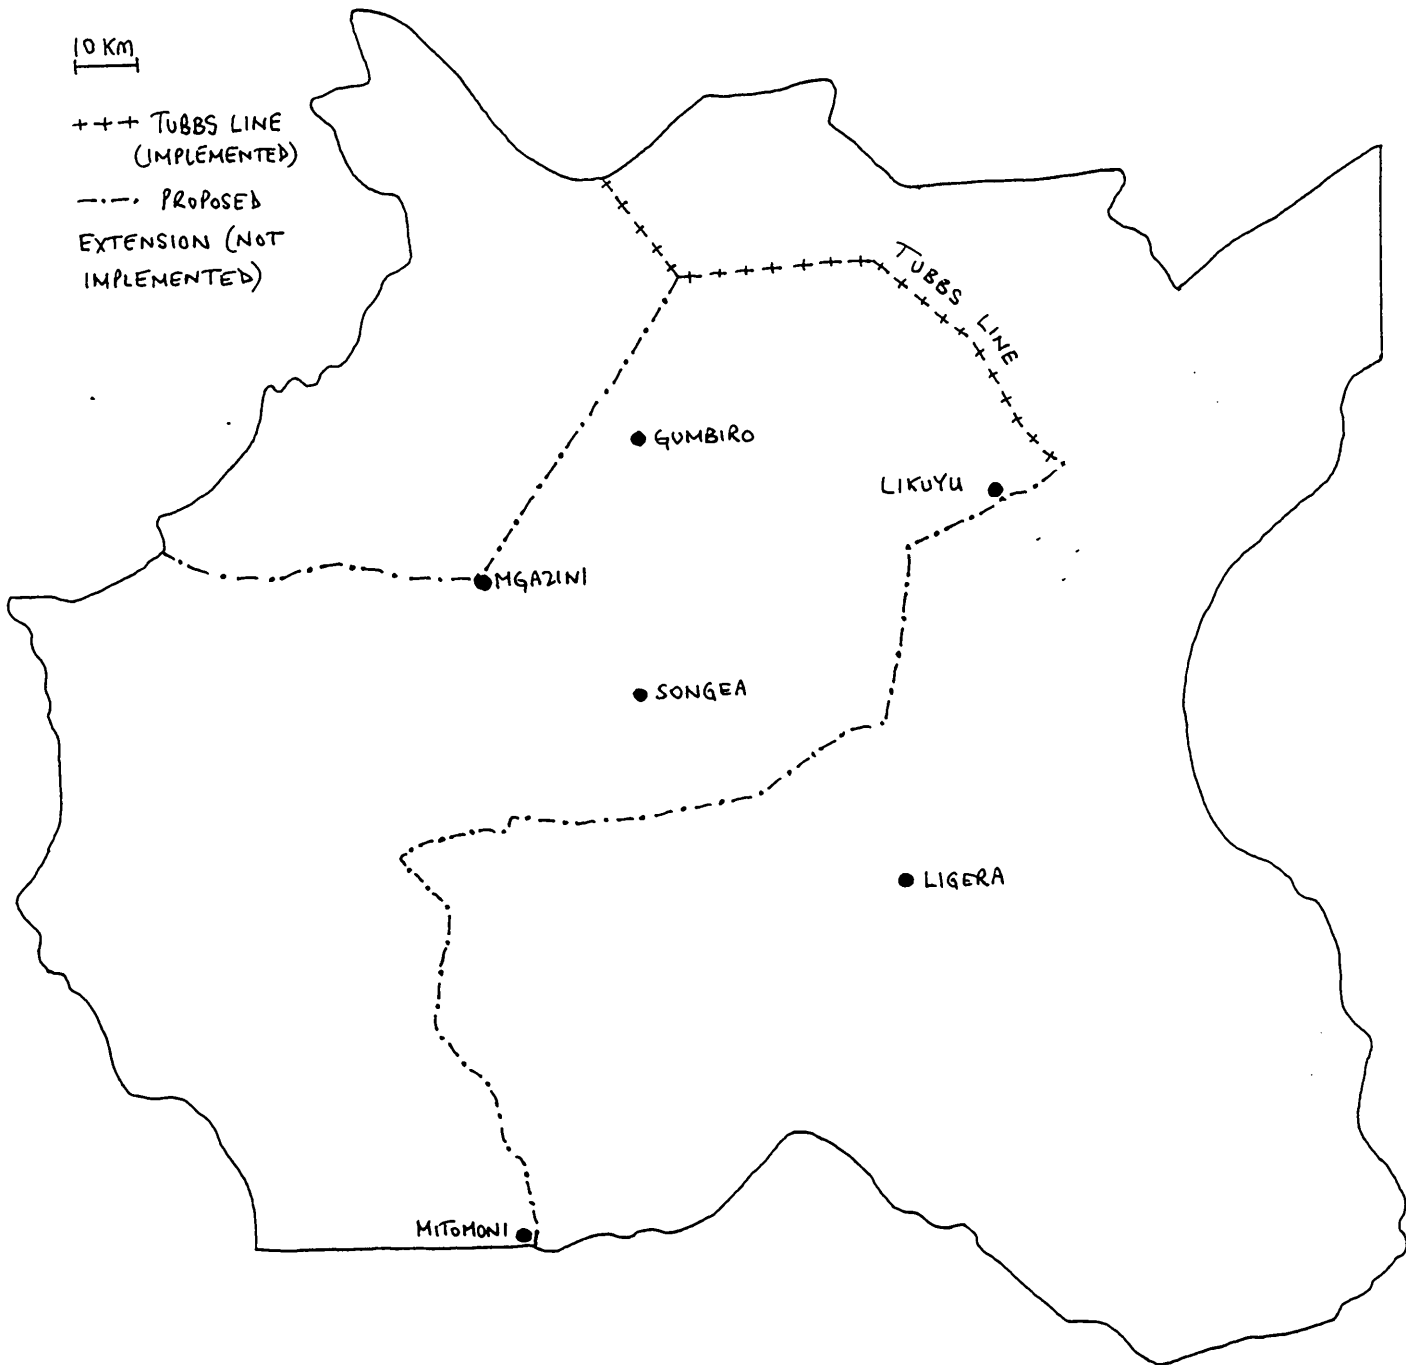 10 KM
+++ TUBBS LINE
(IMPLEMENTED)
—·—· PROPOSED
EXTENSION (NOT
IMPLEMENTED)
TUBBS LINE
GUMBIRO
LIKUYU
MGAZINI
SONGEA
LIGERA
MITOMONI